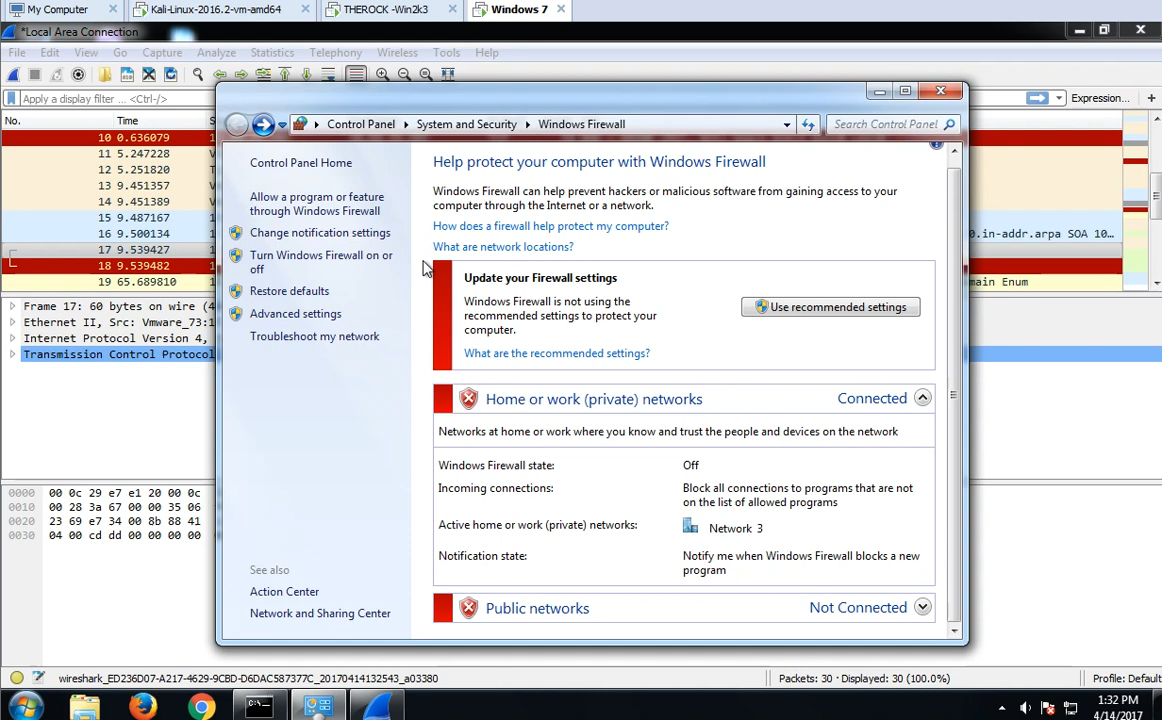 My Computer
Kali-Linux-2016.2-vm-amd64
THEROCK -Win2k3
Windows 7
*Local Area Connection
File Edit View Go Capture Analyze Statistics Telephony Wireless Tools Help
Apply a display filter ... <Ctrl-/>
Expression...
No. Time
10 0.636079
11 5.247228
12 5.251820
13 9.451357
14 9.451389
15 9.487167
16 9.500134
0.in-addr.arpa SOA 10...
17 9.539427
18 9.539482
19 65.689810
main Enum
Frame 17: 60 bytes on wire (4
Ethernet II, Src: Vmware_73:1
Internet Protocol Version 4,
Transmission Control Protocol
0000 00 0c 29 e7 e1 20 00 0c
0010 00 28 3a 67 00 00 35 06
0020 23 69 e7 34 00 8b 88 41
0030 04 00 cd dd 00 00 00 00
Control Panel System and Security Windows Firewall
Search Control Panel
Control Panel Home
Allow a program or feature
through Windows Firewall
Change notification settings
Turn Windows Firewall on or
off
Restore defaults
Advanced settings
Troubleshoot my network
See also
Action Center
Network and Sharing Center
Help protect your computer with Windows Firewall
Windows Firewall can help prevent hackers or malicious software from gaining access to your
computer through the Internet or a network.
How does a firewall help protect my computer?
What are network locations?
Update your Firewall settings
Windows Firewall is not using the
recommended settings to protect your
computer.
Use recommended settings
What are the recommended settings?
Home or work (private) networks Connected
Networks at home or work where you know and trust the people and devices on the network
Windows Firewall state: Off
Incoming connections: Block all connections to programs that are not
on the list of allowed programs
Active home or work (private) networks: Network 3
Notification state: Notify me when Windows Firewall blocks a new
program
Public networks Not Connected
wireshark_ED236D07-A217-4629-9CBD-D6DAC587377C_20170414132543_a03380
Packets: 30 · Displayed: 30 (100.0%)
Profile: Default
1:32 PM
4/14/2017